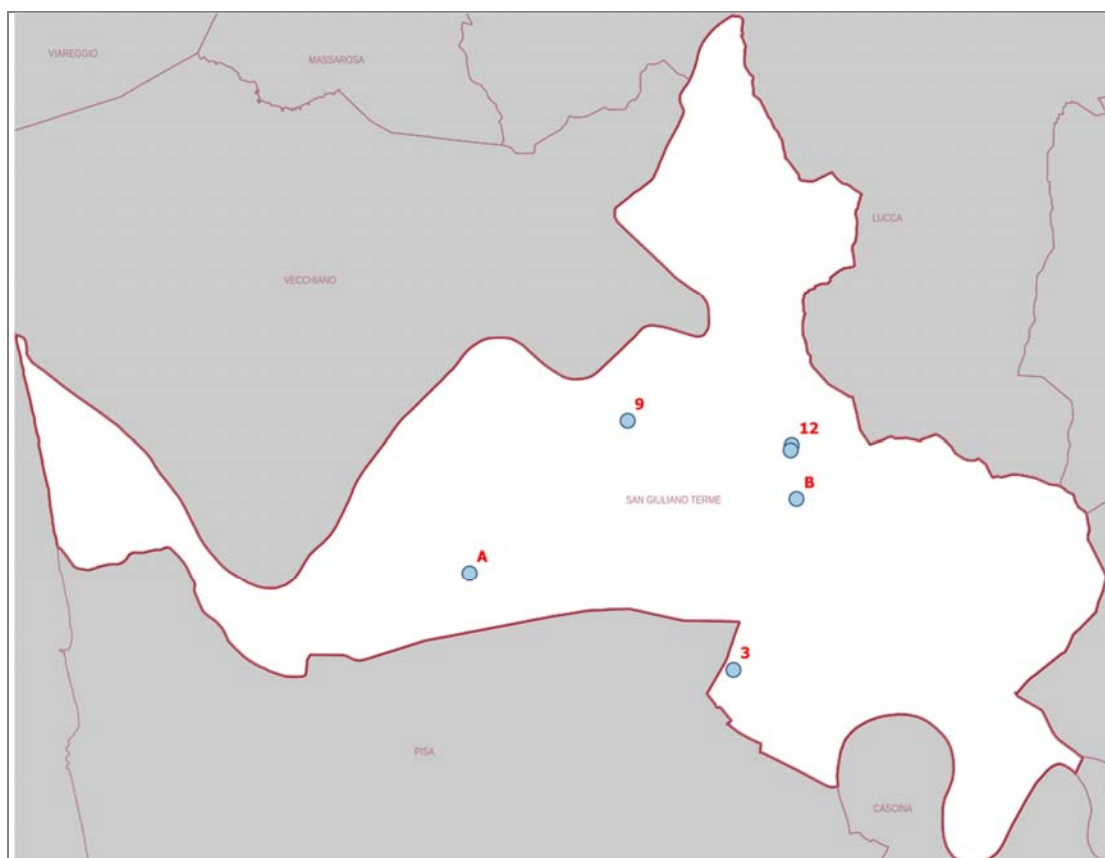 VIAREGGIO
MASSAROSA
LUCCA
VECCHIANO
9
12
SAN GIULIANO TERME
B
A
3
PISA
CASCINA